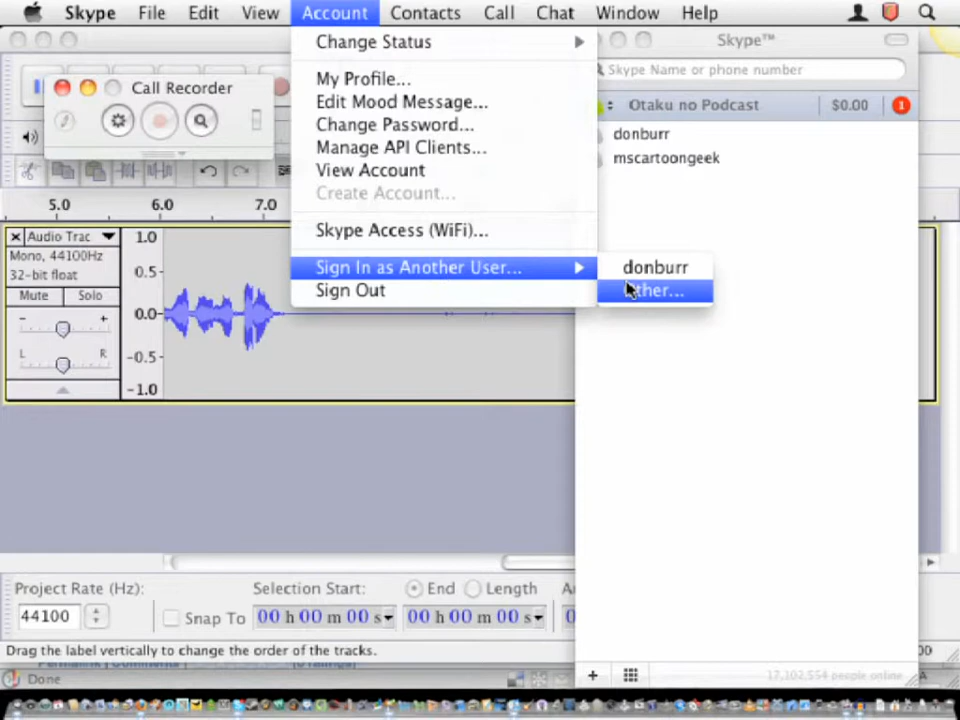 Skype File Edit View Account Contacts Call Chat Window Help
Call Recorder
Change Status
My Profile...
Edit Mood Message...
Change Password...
Manage API Clients...
View Account
Create Account...
Skype Access (WiFi)...
Sign In as Another User...
Sign Out
donburr
Other...
Skype™
Skype Name or phone number
Otaku no Podcast $0.00 1
donburr
mscartoongeek
5.0 6.0 7.0
Audio Trac
Mono, 44100Hz
32-bit float
Mute Solo
- +
L R
1.0
0.5
0.0
-0.5
-1.0
Project Rate (Hz):
44100
Snap To
Selection Start:
00 h 00 m 00 s
End Length
00 h 00 m 00 s
Drag the label vertically to change the order of the tracks.
Done
17,102,554 people online